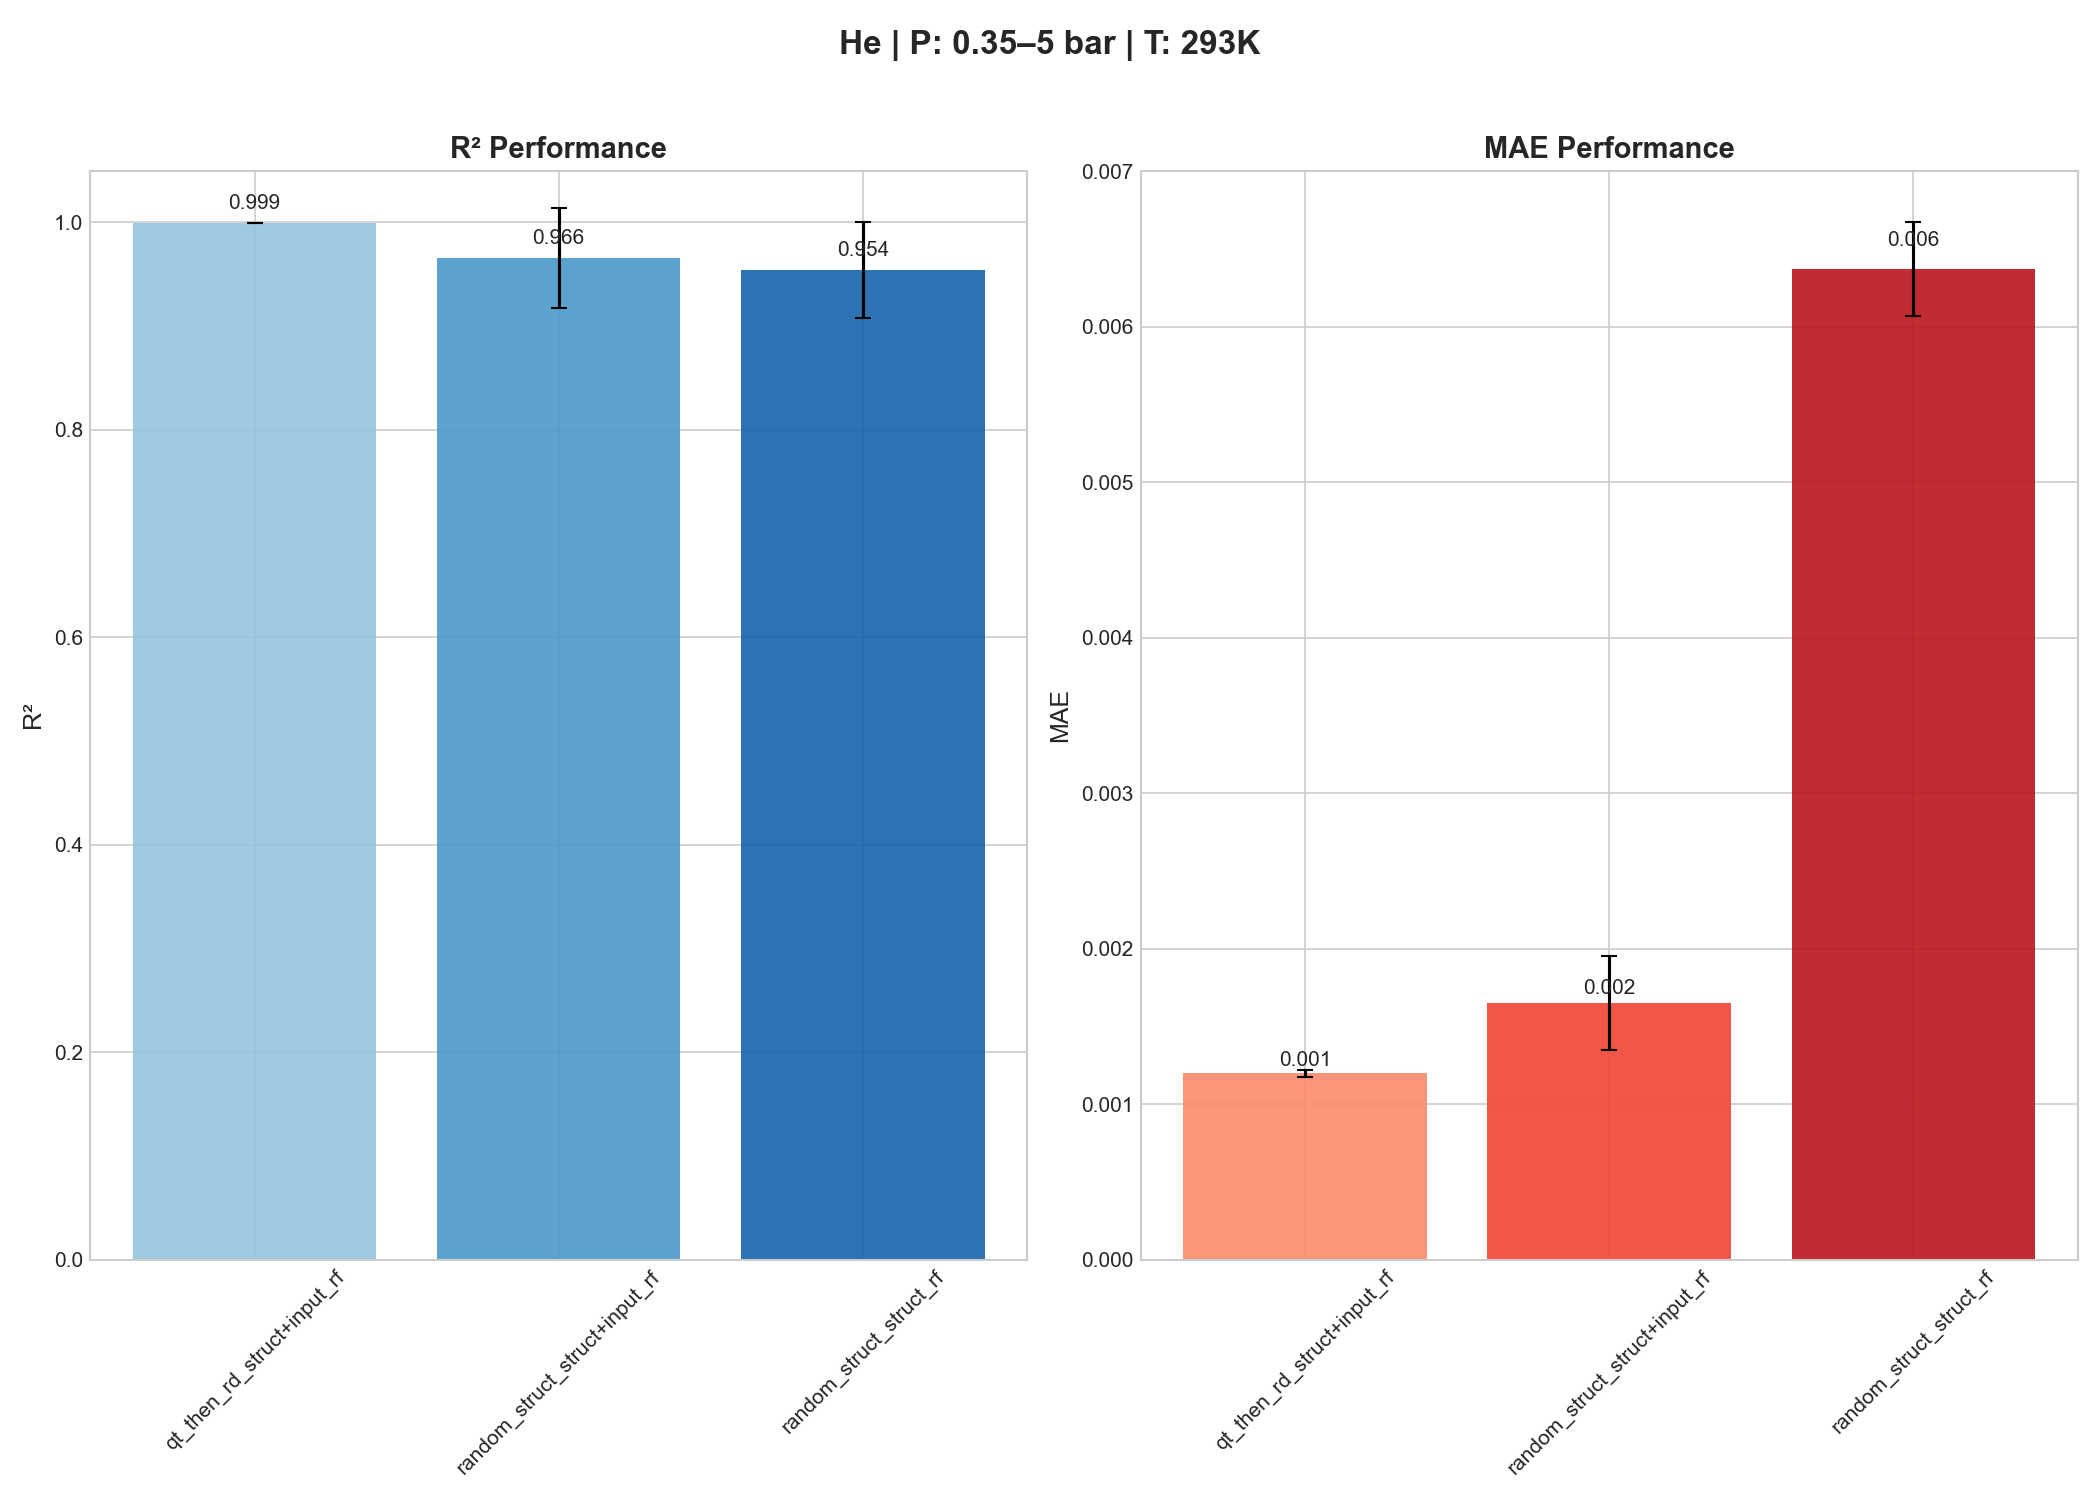 He | P: 0.35–5 bar | T: 293K
R² Performance
R²
1.0
0.8
0.6
0.4
0.2
0.0
0.999
0.966
0.954
qt_then_rd_struct+input_rf
random_struct_struct+input_rf
random_struct_struct_rf
MAE Performance
MAE
0.007
0.006
0.005
0.004
0.003
0.002
0.001
0.000
0.001
0.002
0.006
qt_then_rd_struct+input_rf
random_struct_struct+input_rf
random_struct_struct_rf